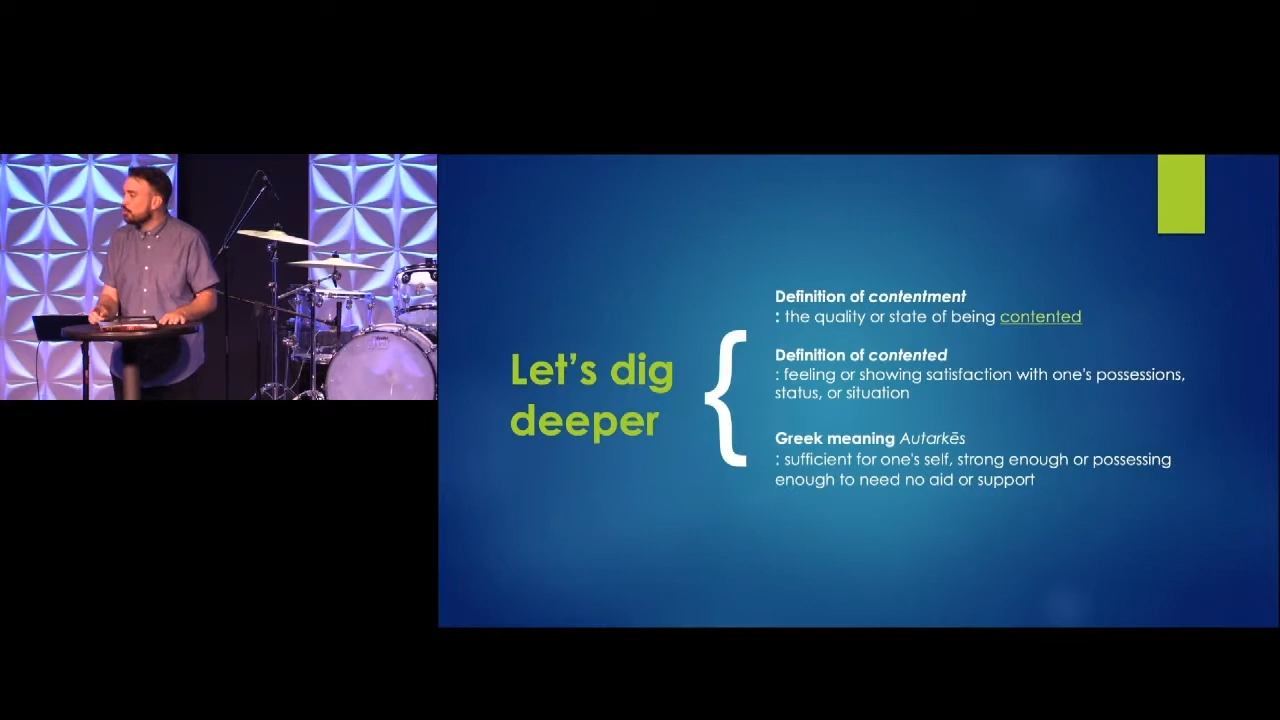 Let's dig
deeper
Definition of contentment
: the quality or state of being contented
Definition of contented
: feeling or showing satisfaction with one's possessions,
status, or situation
Greek meaning Autarkēs
: sufficient for one's self, strong enough or possessing
enough to need no aid or support